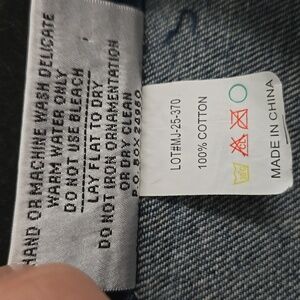 HAND OR MACHINE WASH DELICATE
WARM WATER ONLY
DO NOT USE BLEACH
LAY FLAT TO DRY
DO NOT IRON ORNAMENTATION
OR DRY CLEAN
P.O. BOX
LOT#MJ-25-370
100% COTTON
MADE IN CHINA